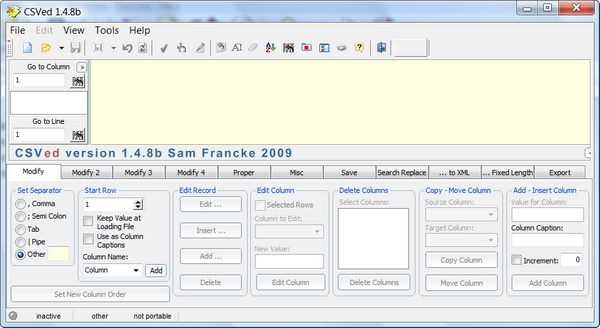 CSVed 1.4.8b
File Edit View Tools Help
Go to Column >
1
Go to Line
1
CSVed version 1.4.8b Sam Francke 2009
Modify Modify 2 Modify 3 Modify 4 Proper Misc Save Search Replace ... to XML ... Fixed Length Export
Set Separator
, Comma
; Semi Colon
Tab
| Pipe
Other
Start Row
1
Keep Value at Loading File
Use as Column Captions
Column Name:
Column Add
Set New Column Order
Edit Record
Edit ...
Insert ...
Add ...
Delete
Edit Column
Selected Rows
Column to Edit:
New Value:
Edit Column
Delete Columns
Select Columns:
Delete Columns
Copy - Move Column
Source Column:
Target Column:
Copy Column
Move Column
Add - Insert Column
Value for Column:
Column Caption:
Increment: 0
Add Column
inactive other not portable